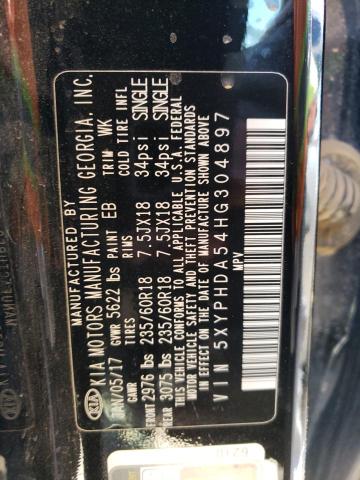 MANUFACTURED BY
KIA KIA MOTORS MANUFACTURING GEORGIA, INC.
JAN/05/17 GVWR 5622 lbs PAINT EB TRIM WK
GAWR TIRES RIMS COLD TIRE INFL
FRONT 2976 lbs 235/60R18 7.5JX18 34psi SINGLE
REAR 3075 lbs 235/60R18 7.5JX18 34psi SINGLE
THIS VEHICLE CONFORMS TO ALL APPLICABLE U.S.A. FEDERAL
MOTOR VEHICLE SAFETY AND THEFT PREVENTION STANDARDS
IN EFFECT ON THE DATE OF MANUFACTURE SHOWN ABOVE
VIN 5XYPHDA54HG304897
MPV